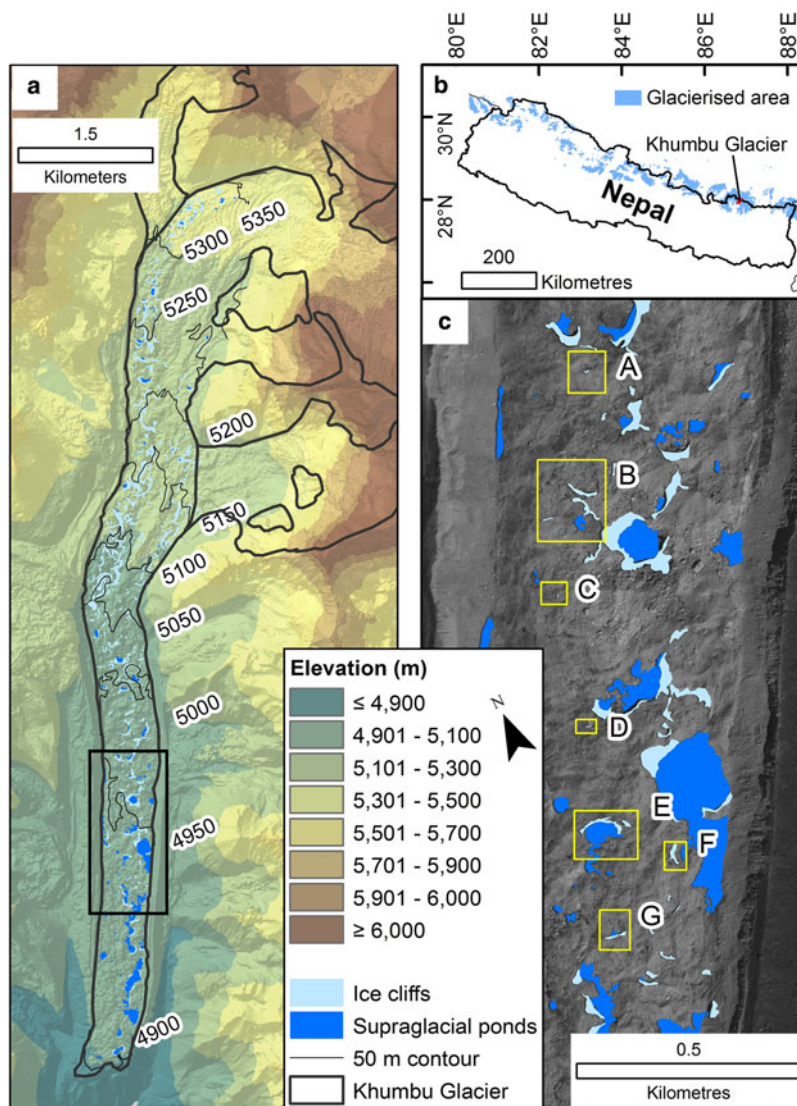 a
1.5
Kilometers
5350
5300
5250
5200
5150
5100
5050
5000
4950
4900
80°E
82°E
84°E
86°E
88°E
b
Glacierised area
Khumbu Glacier
Nepal
30°N
28°N
200
Kilometres
c
A
B
C
D
E
F
G
0.5
Kilometres
N
Elevation (m)
≤ 4,900
4,901 - 5,100
5,101 - 5,300
5,301 - 5,500
5,501 - 5,700
5,701 - 5,900
5,901 - 6,000
≥ 6,000
Ice cliffs
Supraglacial ponds
50 m contour
Khumbu Glacier